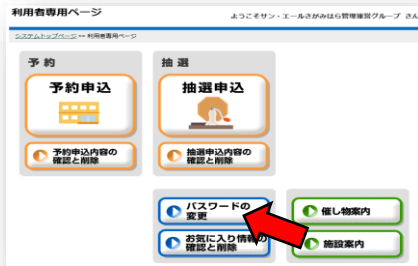 利用者専用ページ
ようこそサン・エールさがみはら管理運営グループ さん
システムトップページ >> 利用者専用ページ
予約
抽選
予約申込
抽選申込
予約申込内容の
確認と削除
抽選申込内容の
確認と削除
パスワードの
変更
催し物案内
お気に入り情報の
確認と削除
施設案内